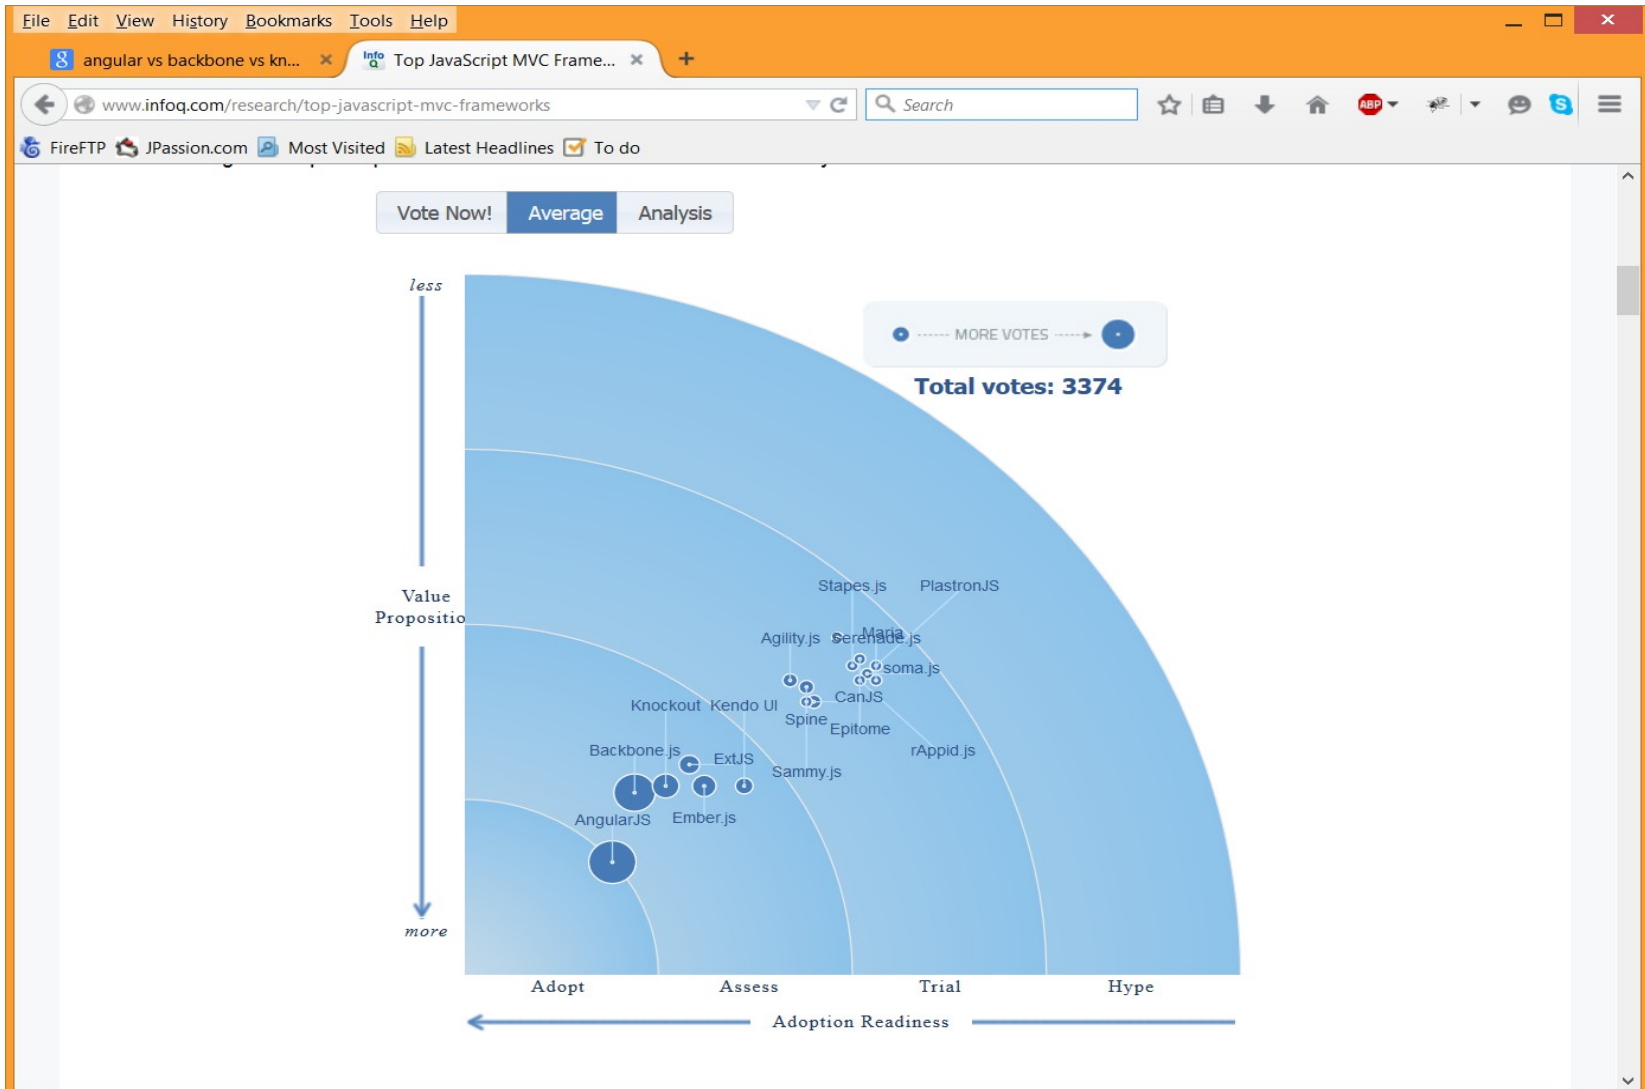 File Edit View History Bookmarks Tools Help
angular vs backbone vs kn...
Info Q Top JavaScript MVC Frame...
www.infoq.com/research/top-javascript-mvc-frameworks
Search
ABP
FireFTP JPassion.com Most Visited Latest Headlines To do
Vote Now! Average Analysis
less
MORE VOTES
Total votes: 3374
Stapes.js PlastronJS
Value
Propositio
Agility.js Serenade.js Maria
soma.js
Knockout Kendo UI CanJS
Spine Epitome
Backbone.js ExtJS rAppid.js
Sammy.js
AngularJS Ember.js
more
Adopt Assess Trial Hype
Adoption Readiness